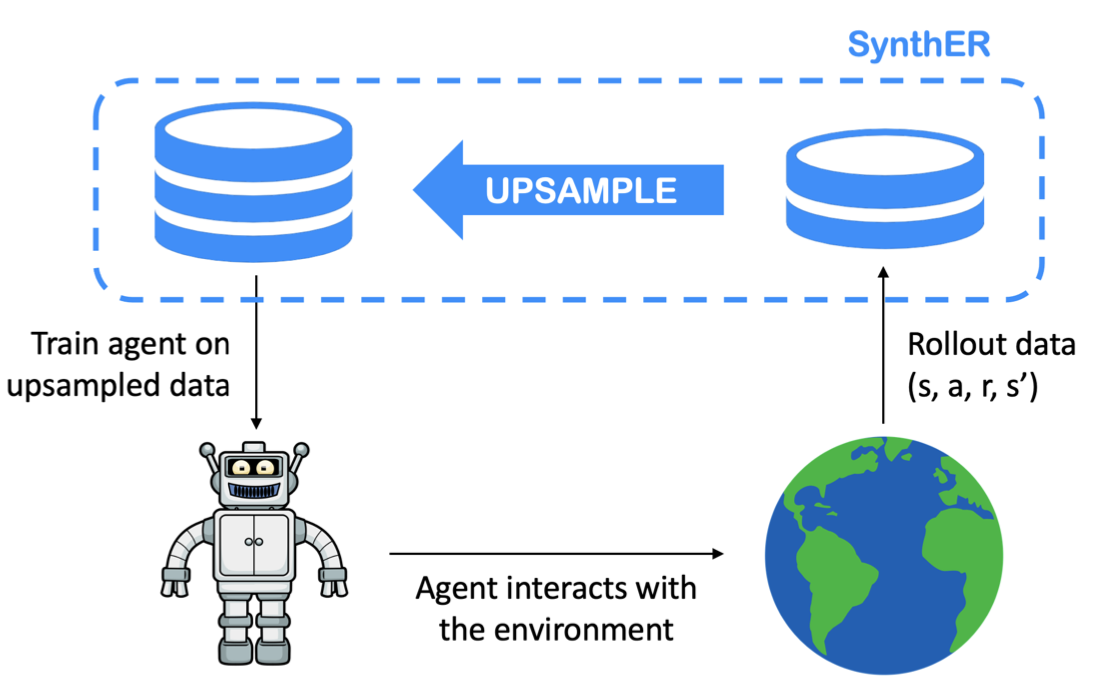 SynthER
UPSAMPLE
Train agent on
upsampled data
Rollout data
(s, a, r, s’)
Agent interacts with
the environment